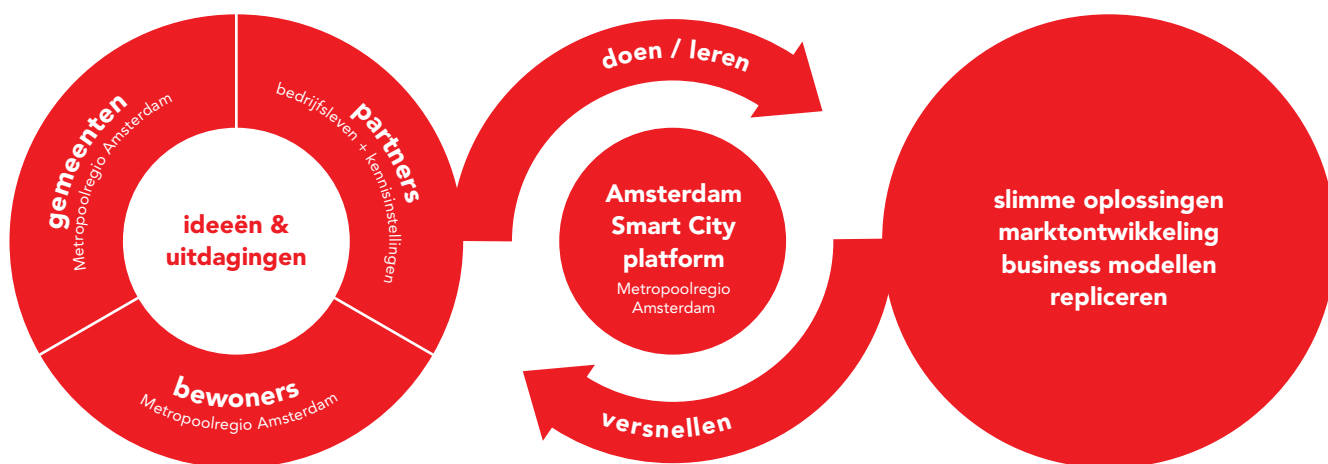 gemeenten
Metropoolregio Amsterdam
partners
bedrijfsleven + kennisinstellingen
ideeën &
uitdagingen
bewoners
Metropoolregio Amsterdam
doen / leren
Amsterdam
Smart City
platform
Metropoolregio
Amsterdam
versnellen
slimme oplossingen
marktontwikkeling
business modellen
repliceren